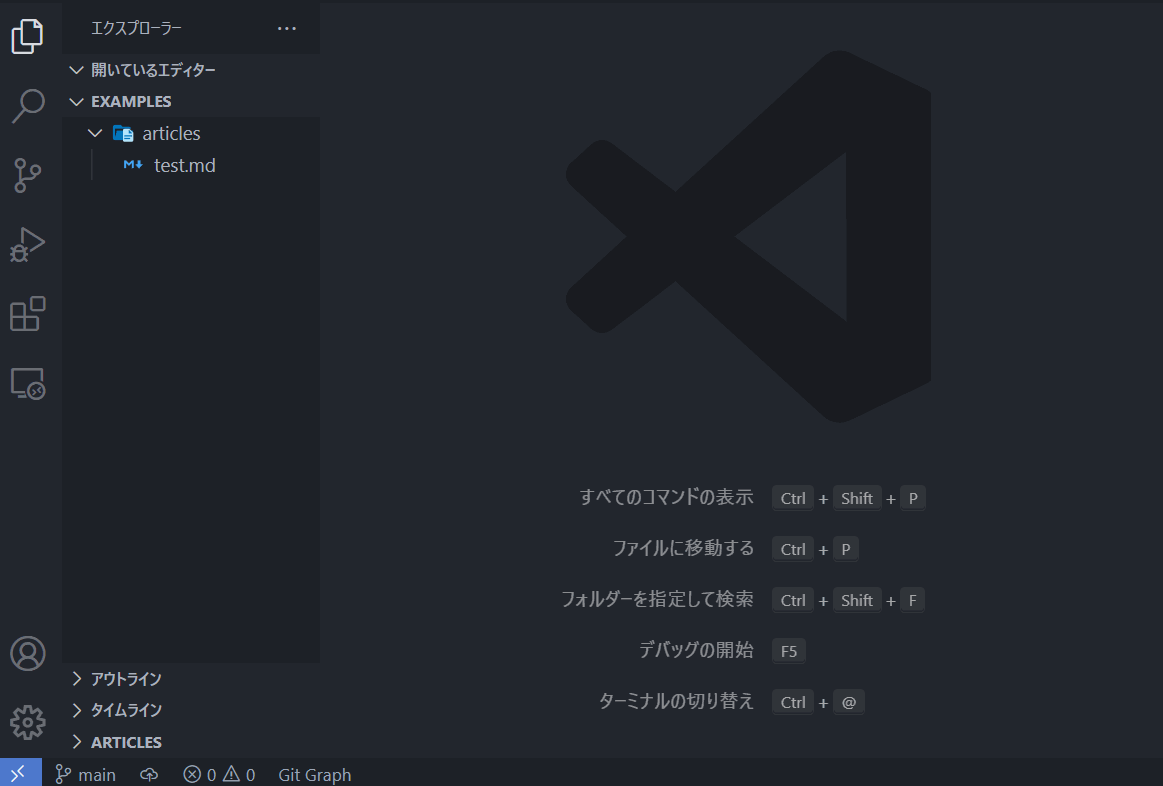 エクスプローラー ...
開いているエディター
EXAMPLES
articles
M test.md
アウトライン
タイムライン
ARTICLES
すべてのコマンドの表示 Ctrl + Shift + P
ファイルに移動する Ctrl + P
フォルダーを指定して検索 Ctrl + Shift + F
デバッグの開始 F5
ターミナルの切り替え Ctrl + @
main 0 0 Git Graph